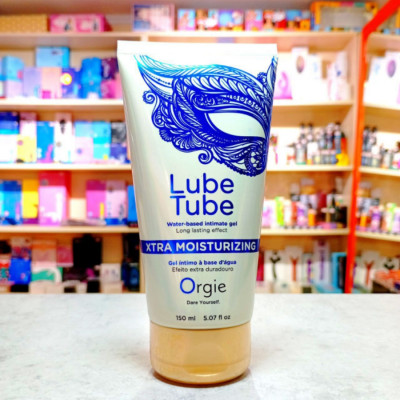 Lube
Tube
Water-based intimate gel
Long lasting effect
XTRA MOISTURIZING
Gel íntimo à base d'água
Efeito extra duradouro
Orgie
Dare Yourself.
150 ml 5.07 fl oz